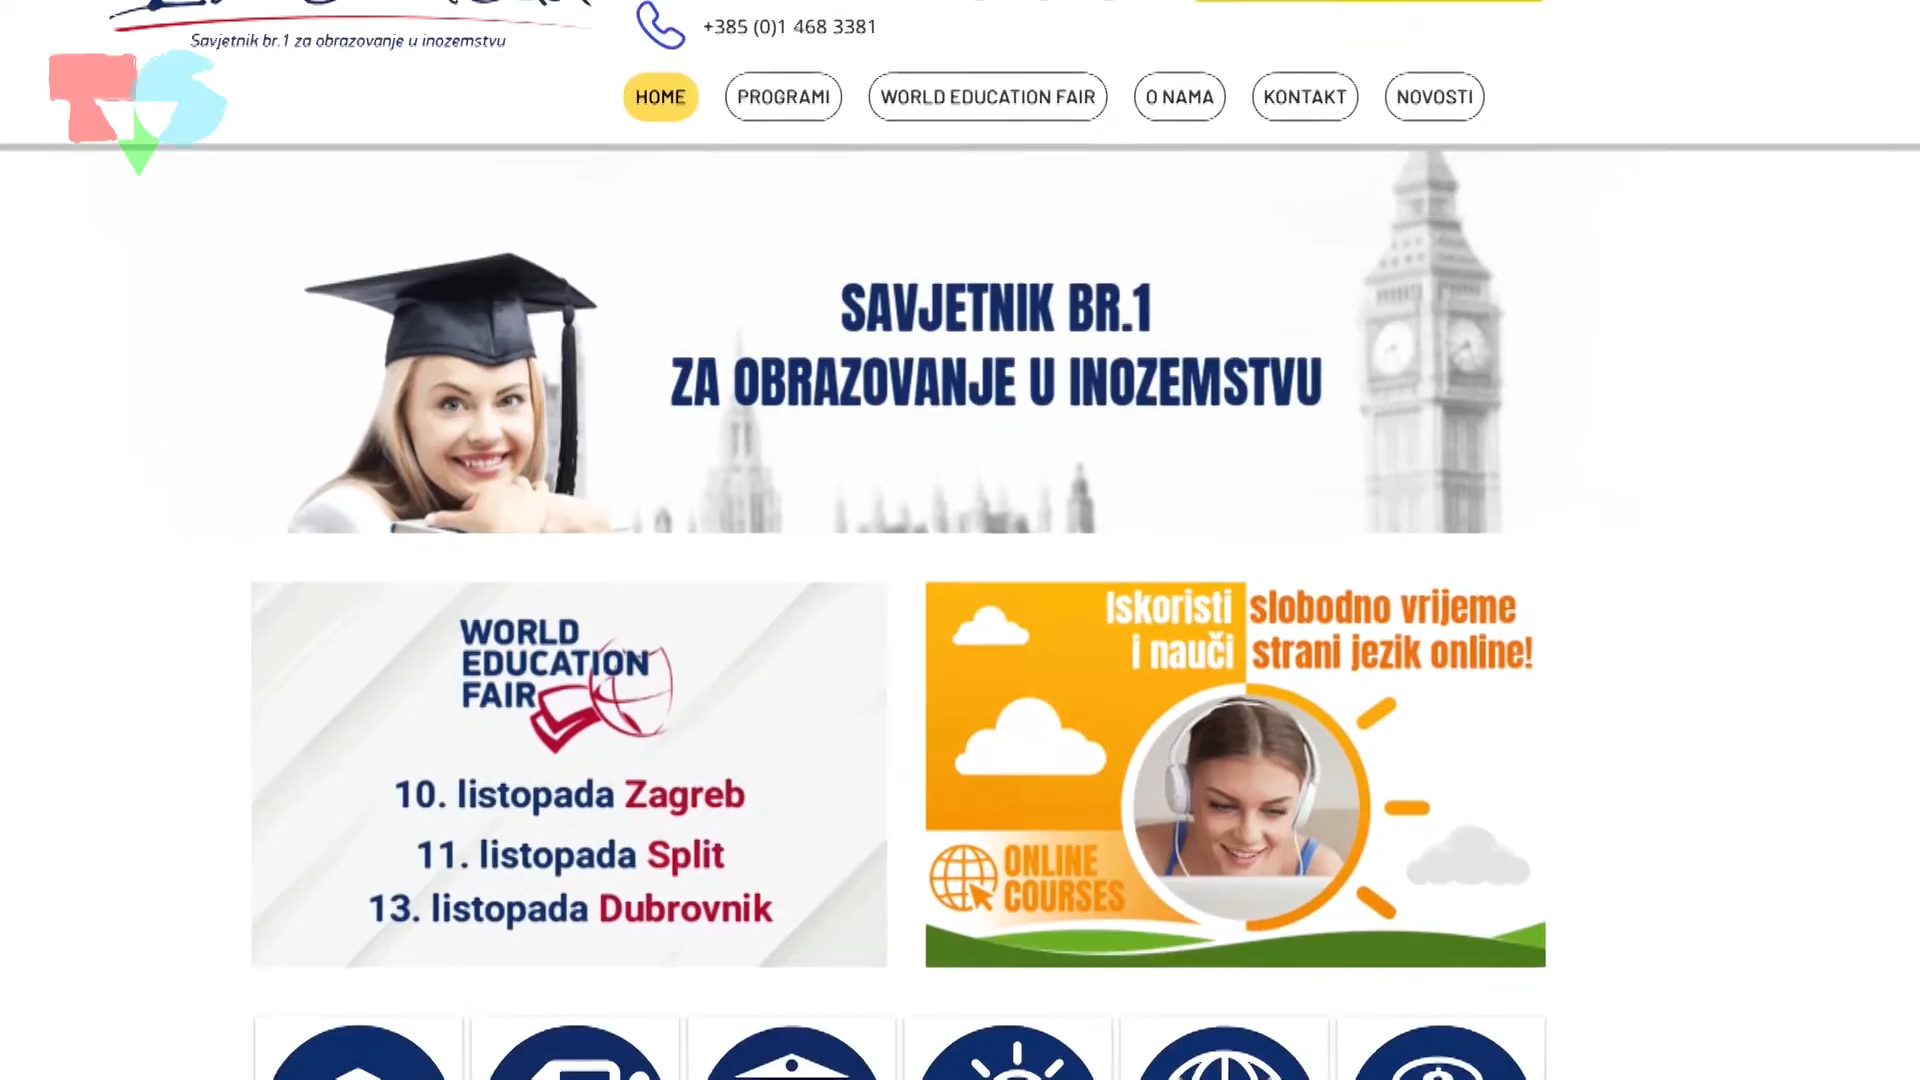 Savjetnik br.1 za obrazovanje u inozemstvu
+385 (0)1 468 3381
TS
HOME
PROGRAMI
WORLD EDUCATION FAIR
O NAMA
KONTAKT
NOVOSTI
SAVJETNIK BR.1
ZA OBRAZOVANJE U INOZEMSTVU
WORLD
EDUCATION
FAIR
10. listopada Zagreb
11. listopada Split
13. listopada Dubrovnik
Iskoristi slobodno vrijeme
i nauči strani jezik online!
ONLINE
COURSES